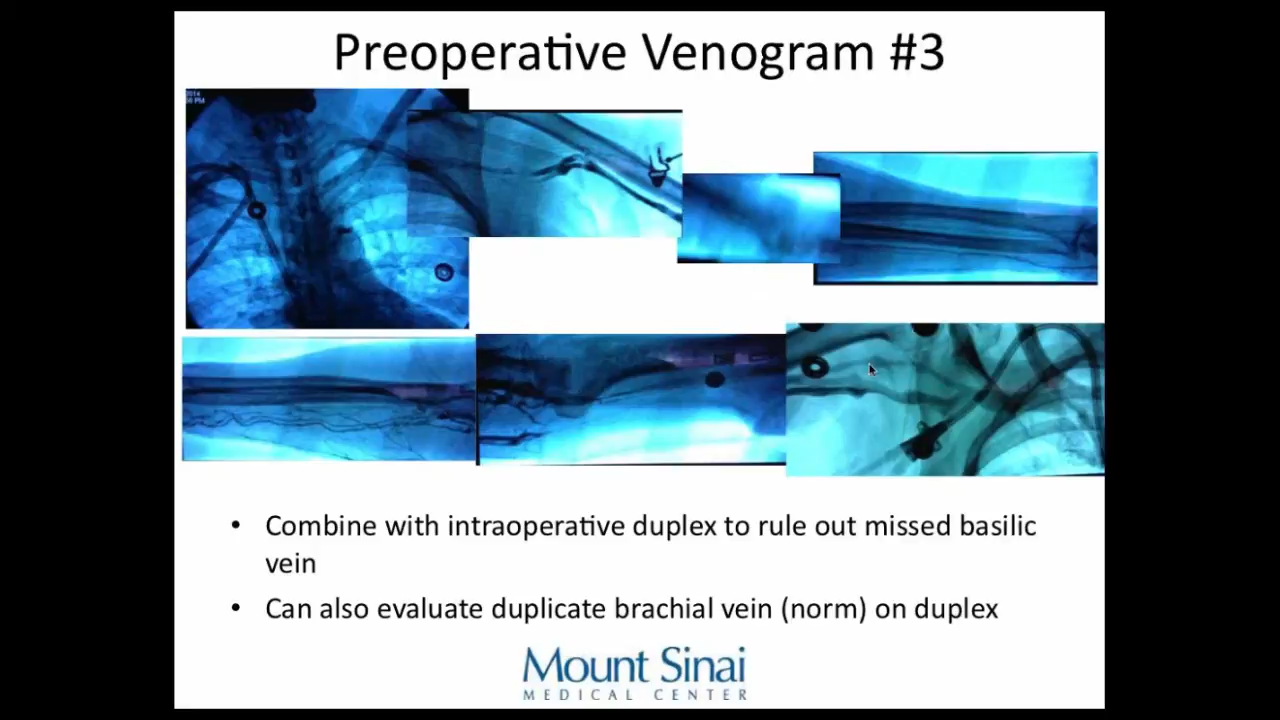 Preoperative Venogram #3
2014
• Combine with intraoperative duplex to rule out missed basilic
vein
• Can also evaluate duplicate brachial vein (norm) on duplex
Mount Sinai
MEDICAL CENTER